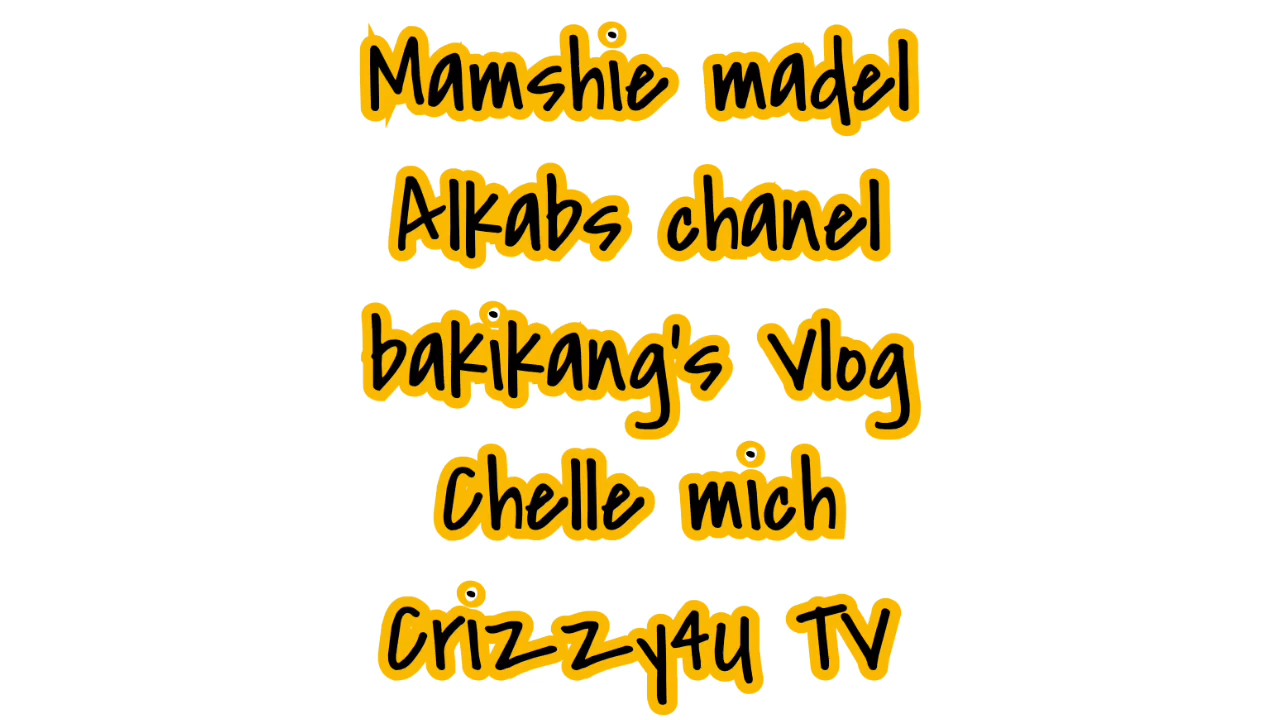 Mamshie madel
Alkabs chanel
bakikang's Vlog
Chelle mich
Crizzy4U TV